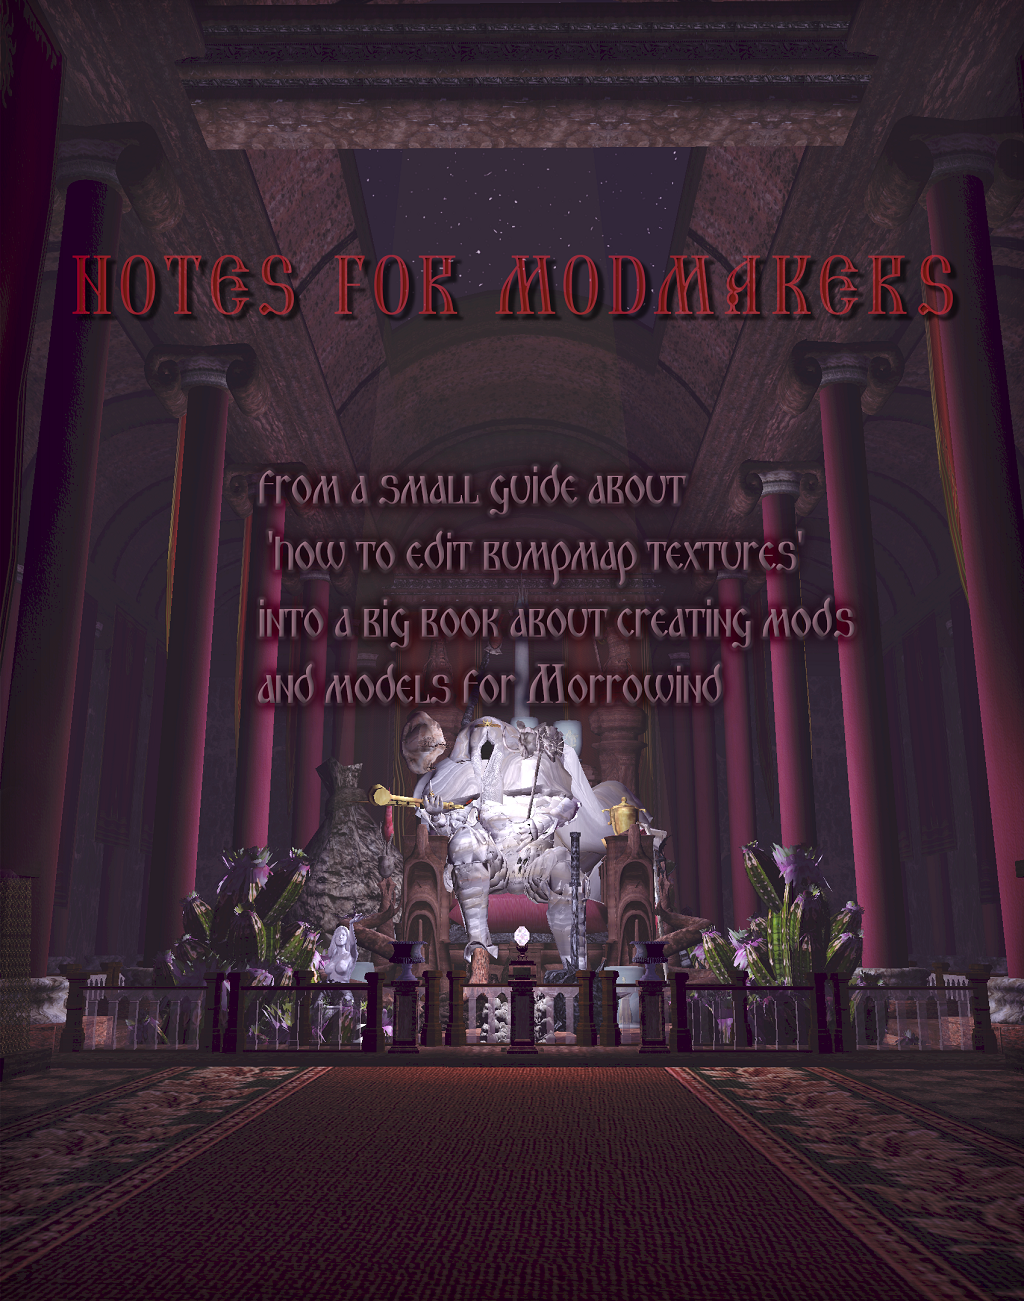 NOTES FOR MODMAKERS
from a small guide about
'how to edit bumpmap textures'
into a big book about creating mods
and models for Morrowind